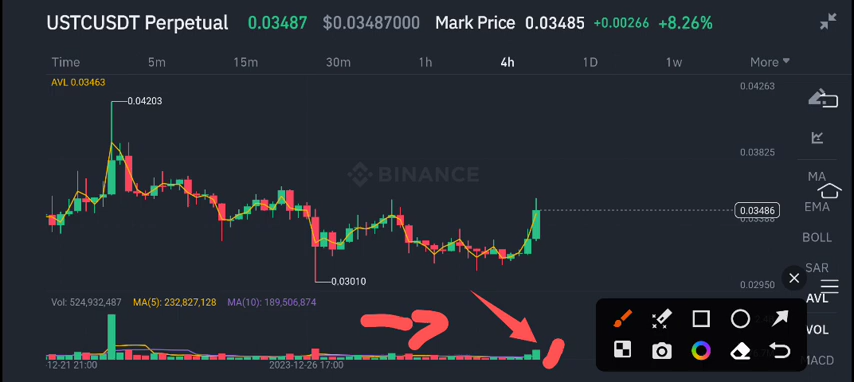 USTCUSDT Perpetual 0.03487 $0.03487000 Mark Price 0.03485 +0.00266 +8.26%
Time 5m 15m 30m 1h 4h 1D 1w More
AVL 0.03463
0.04263
0.04203
0.03825
BINANCE
MA
0.03486
EMA
BOLL
SAR
0.03010
0.02950
AVL
Vol: 524,932,487 MA(5): 232,827,128 MA(10): 189,506,874
VOL
MACD
12-21 21:00 2023-12-26 17:00